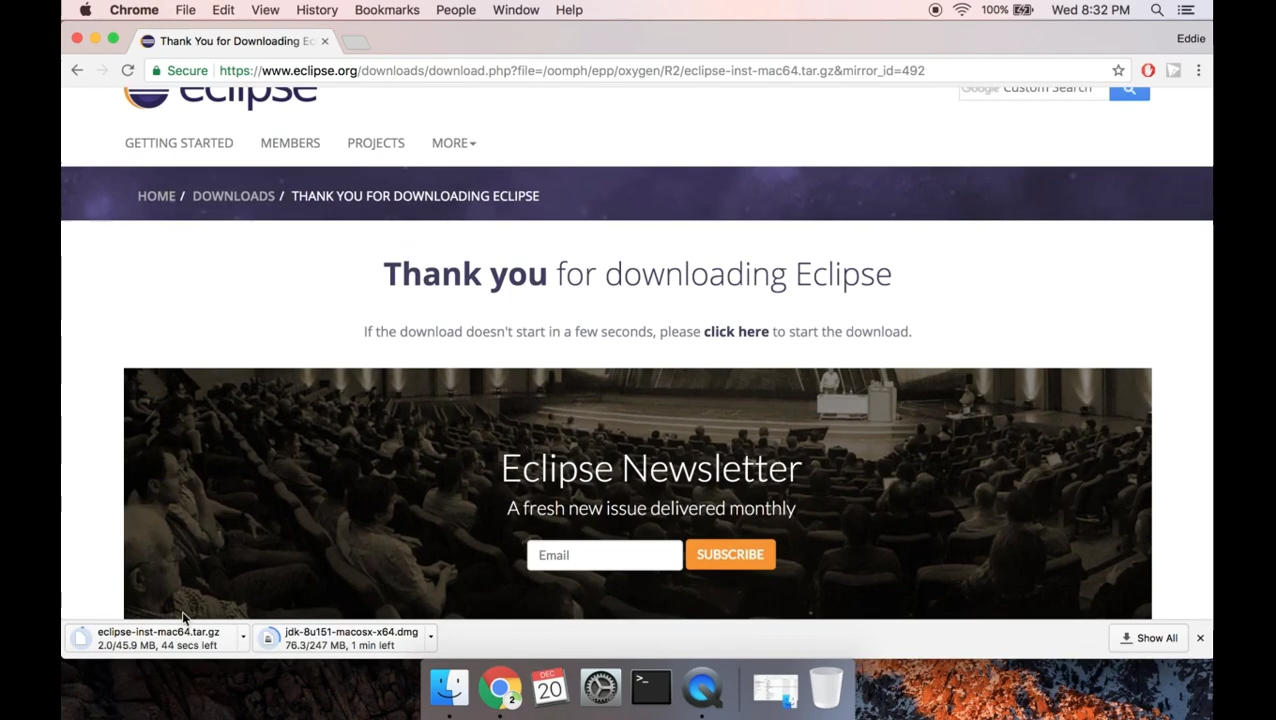 Chrome File Edit View History Bookmarks People Window Help 100% Wed 8:32 PM
Thank You for Downloading Ec
Eddie
Secure https://www.eclipse.org/downloads/download.php?file=/oomph/epp/oxygen/R2/eclipse-inst-mac64.tar.gz&mirror_id=492
eclipse
Google Custom Search
GETTING STARTED MEMBERS PROJECTS MORE
HOME / DOWNLOADS / THANK YOU FOR DOWNLOADING ECLIPSE
Thank you for downloading Eclipse
If the download doesn't start in a few seconds, please click here to start the download.
Eclipse Newsletter
A fresh new issue delivered monthly
Email SUBSCRIBE
eclipse-inst-mac64.tar.gz
2.0/45.9 MB, 44 secs left
jdk-8u151-macosx-x64.dmg
76.3/247 MB, 1 min left
Show All
2
DEC
20
>_